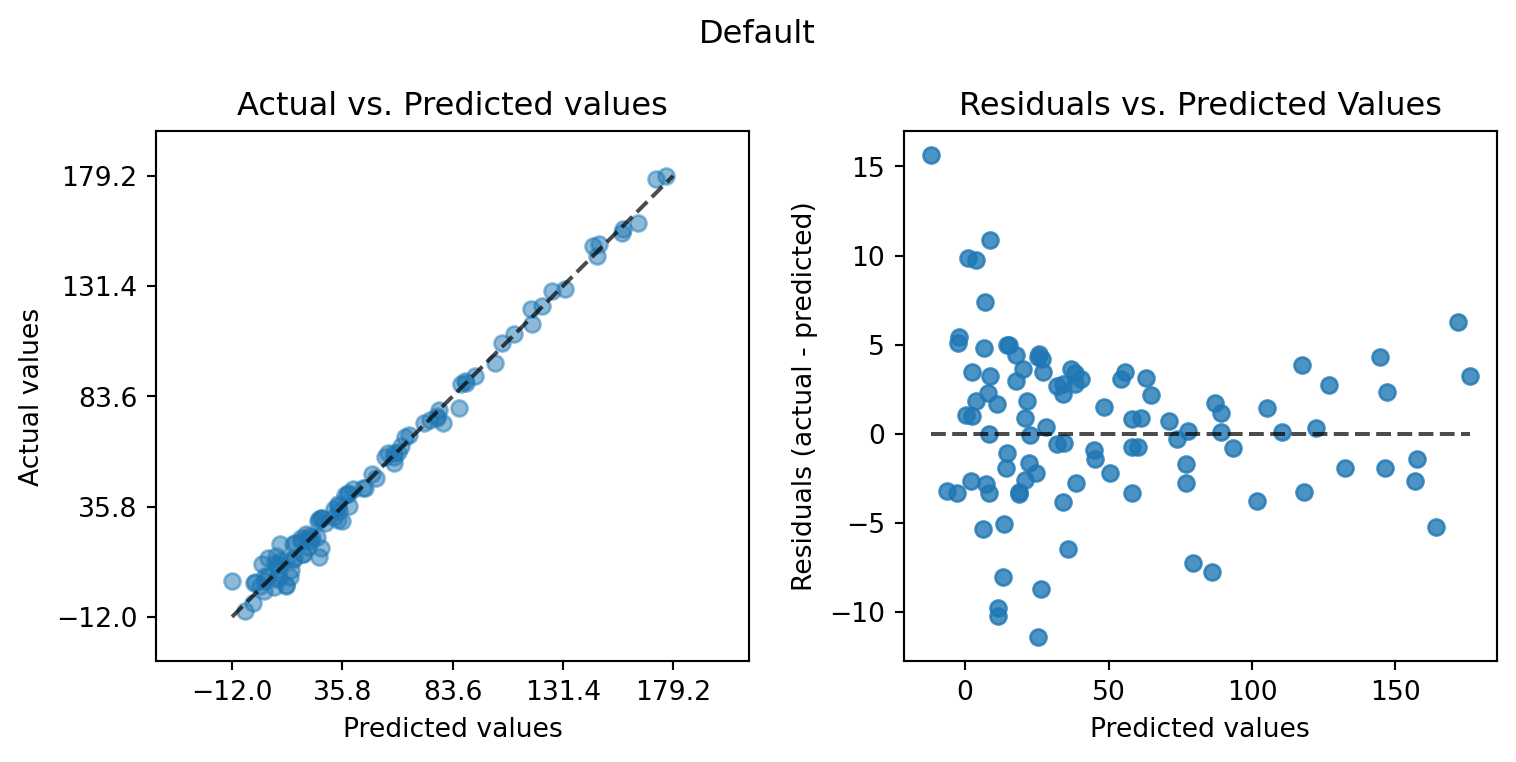 Default
Actual vs. Predicted values
179.2
131.4
83.6
35.8
−12.0
Actual values
−12.0 35.8 83.6 131.4 179.2
Predicted values
Residuals vs. Predicted Values
15
10
5
0
−5
−10
Residuals (actual - predicted)
0 50 100 150
Predicted values